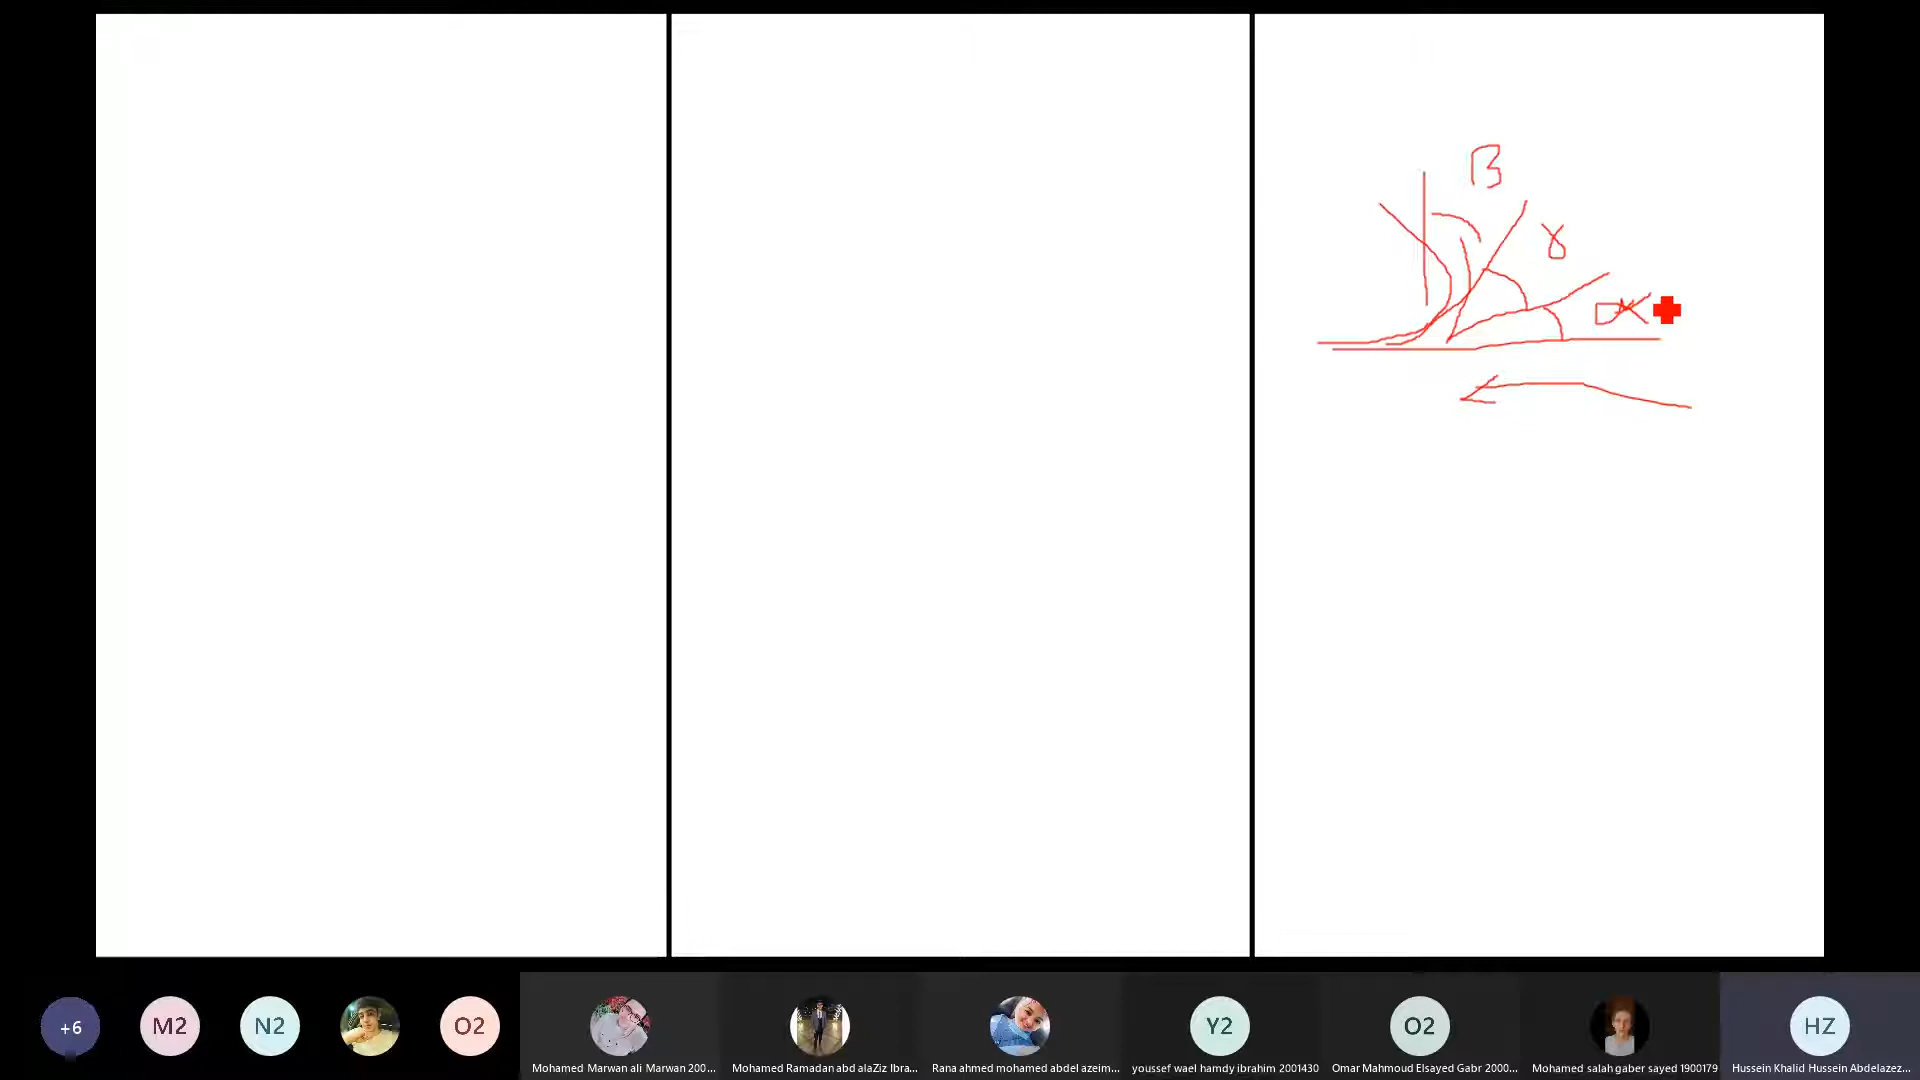 β
γ
α
+6
M2
N2
O2
Mohamed Marwan ali Marwan 200...
Mohamed Ramadan abd alaZiz Ibra...
Rana ahmed mohamed abdel azeim...
Y2
youssef wael hamdy ibrahim 2001430
O2
Omar Mahmoud Elsayed Gabr 2000...
Mohamed salah gaber sayed 1900179
HZ
Hussein Khalid Hussein Abdelazez...